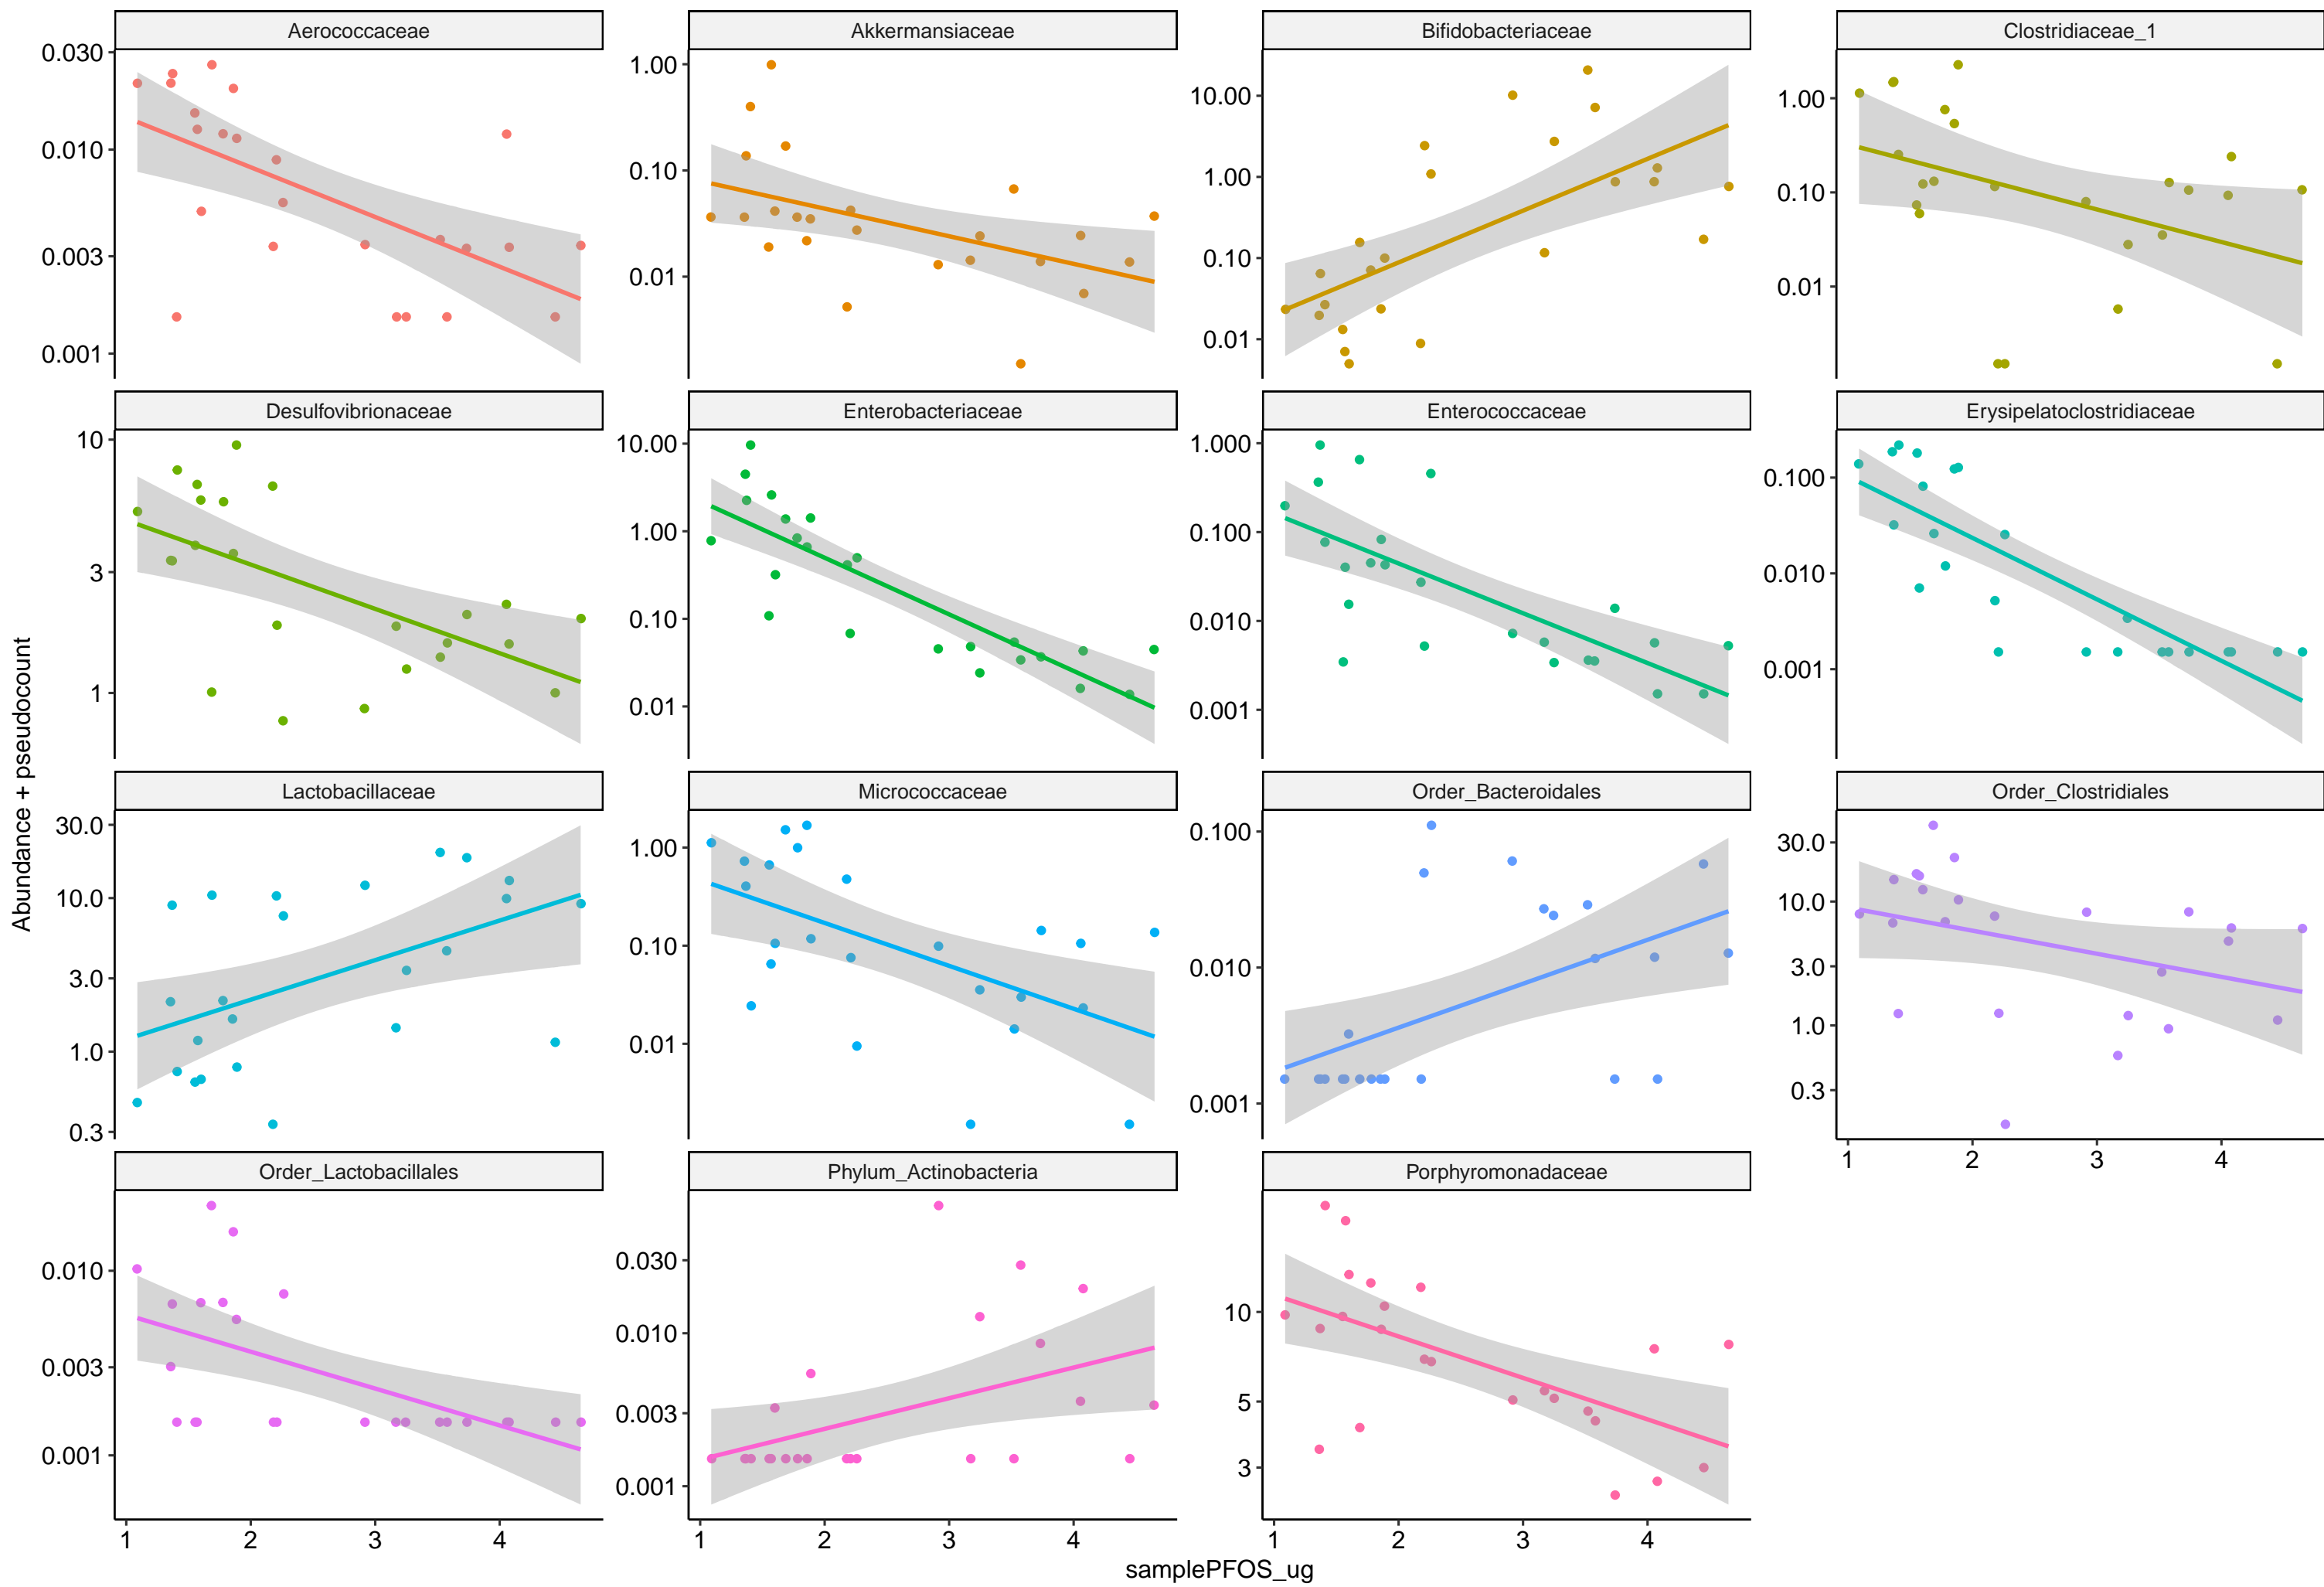 Aerococcaceae
Akkermansiaceae
Bifidobacteriaceae
Clostridiaceae_1
0.030
0.010
0.003
0.001
1.00
0.10
0.01
10.00
1.00
0.10
0.01
1.00
0.10
0.01
Desulfovibrionaceae
Enterobacteriaceae
Enterococcaceae
Erysipelatoclostridiaceae
10
3
1
10.00
1.00
0.10
0.01
1.000
0.100
0.010
0.001
0.100
0.010
0.001
Abundance + pseudocount
Lactobacillaceae
Micrococcaceae
Order_Bacteroidales
Order_Clostridiales
30.0
10.0
3.0
1.0
0.3
1.00
0.10
0.01
0.100
0.010
0.001
30.0
10.0
3.0
1.0
0.3
1 2 3 4
Order_Lactobacillales
Phylum_Actinobacteria
Porphyromonadaceae
0.010
0.003
0.001
0.030
0.010
0.003
0.001
10
5
3
1 2 3 4
1 2 3 4
1 2 3 4
samplePFOS_ug